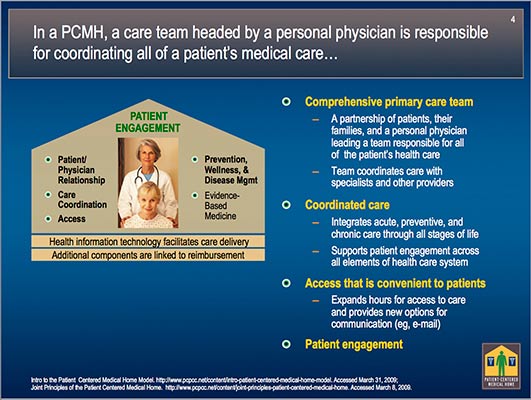 4
In a PCMH, a care team headed by a personal physician is responsible
for coordinating all of a patient's medical care…
PATIENT
ENGAGEMENT
Patient/
Physician
Relationship
Care
Coordination
Access
Prevention,
Wellness, &
Disease Mgmt
Evidence-
Based
Medicine
Health information technology facilitates care delivery
Additional components are linked to reimbursement
Comprehensive primary care team
– A partnership of patients, their
families, and a personal physician
leading a team responsible for all
of the patient's health care
– Team coordinates care with
specialists and other providers
Coordinated care
– Integrates acute, preventive, and
chronic care through all stages of life
– Supports patient engagement across
all elements of health care system
Access that is convenient to patients
– Expands hours for access to care
and provides new options for
communication (eg, e-mail)
Patient engagement
Intro to the Patient Centered Medical Home Model. http://www.pcpcc.net/content/intro-patient-centered-medical-home-model. Accessed March 31, 2009;
Joint Principles of the Patient Centered Medical Home. http://www.pcpcc.net/content/joint-principles-patient-centered-medical-home. Accessed March 8, 2009.
PATIENT-CENTERED
MEDICAL HOME